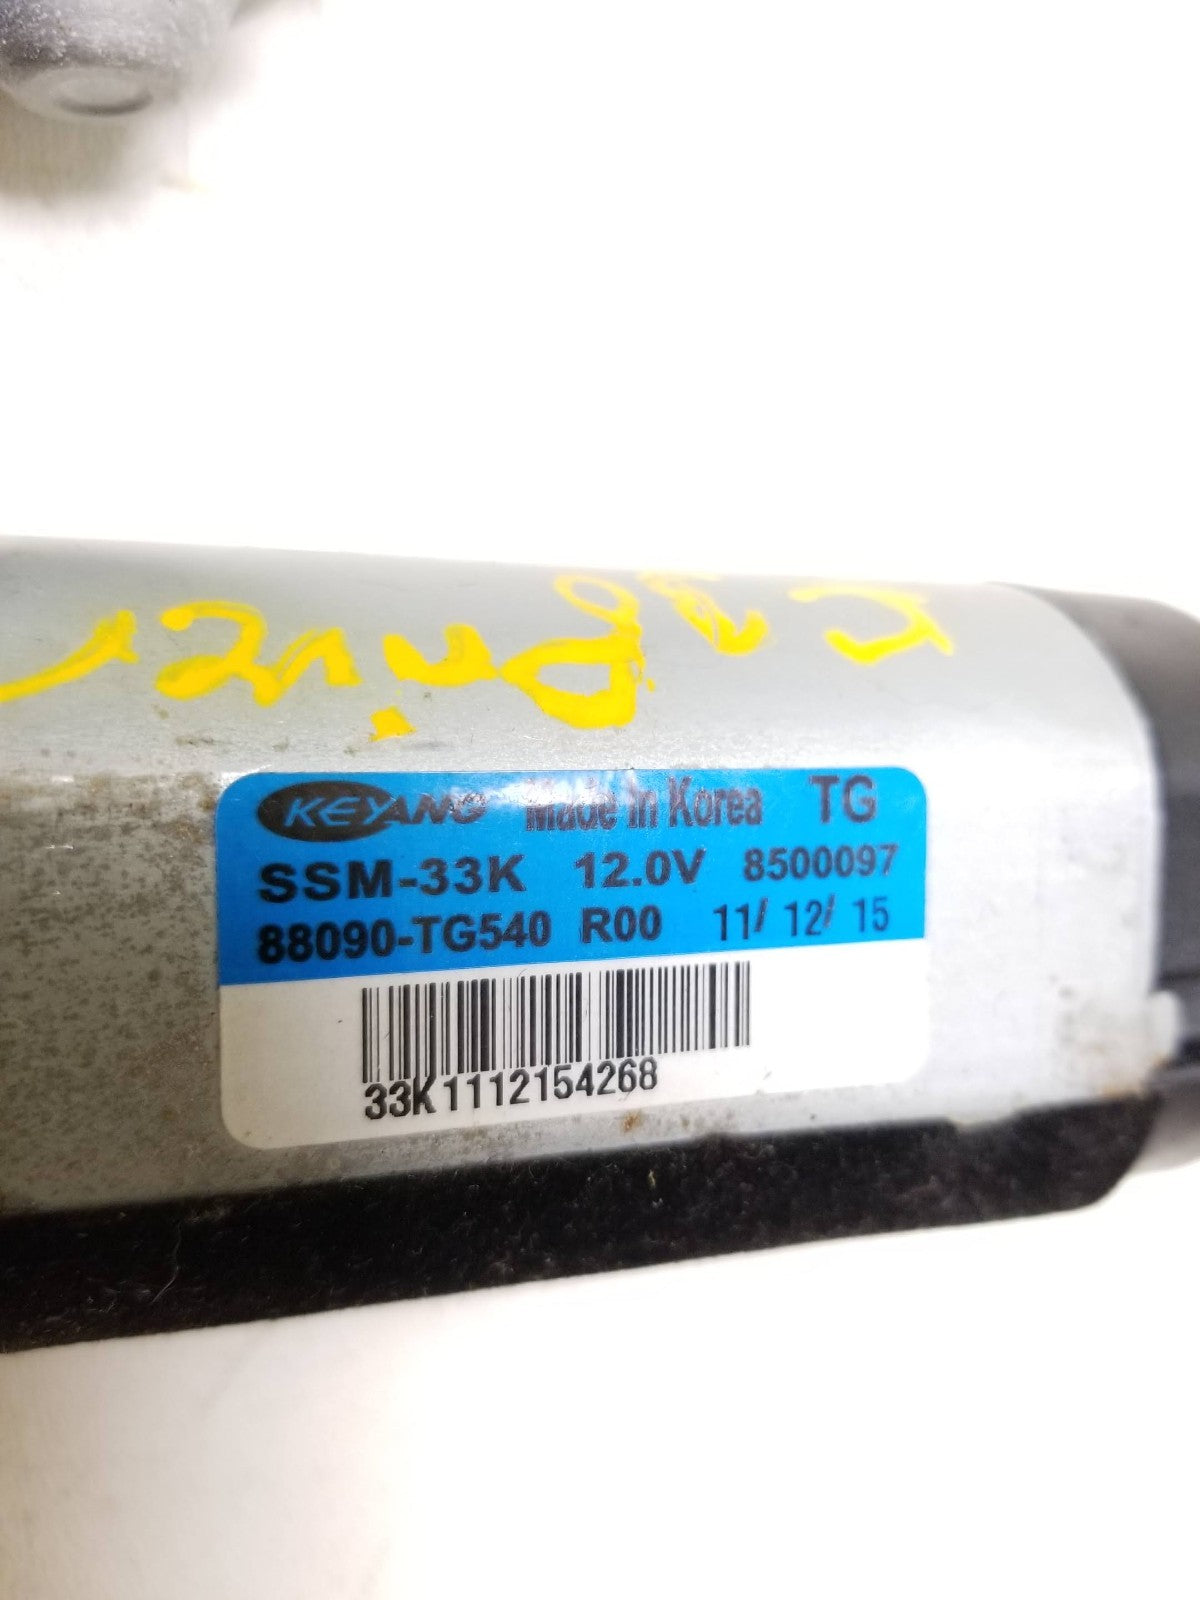 KEYANG Made In Korea TG
SSM-33K 12.0V 8500097
88090-TG540 R00 11/ 12/ 15
33K1112154268